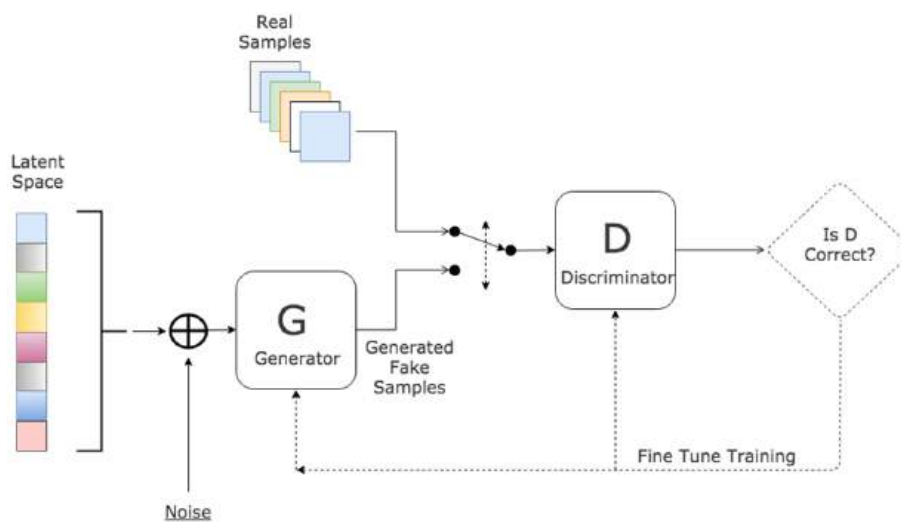 Real
Samples
Latent
Space
D
Discriminator
Is D
Correct?
G
Generator
Generated
Fake
Samples
Fine Tune Training
Noise